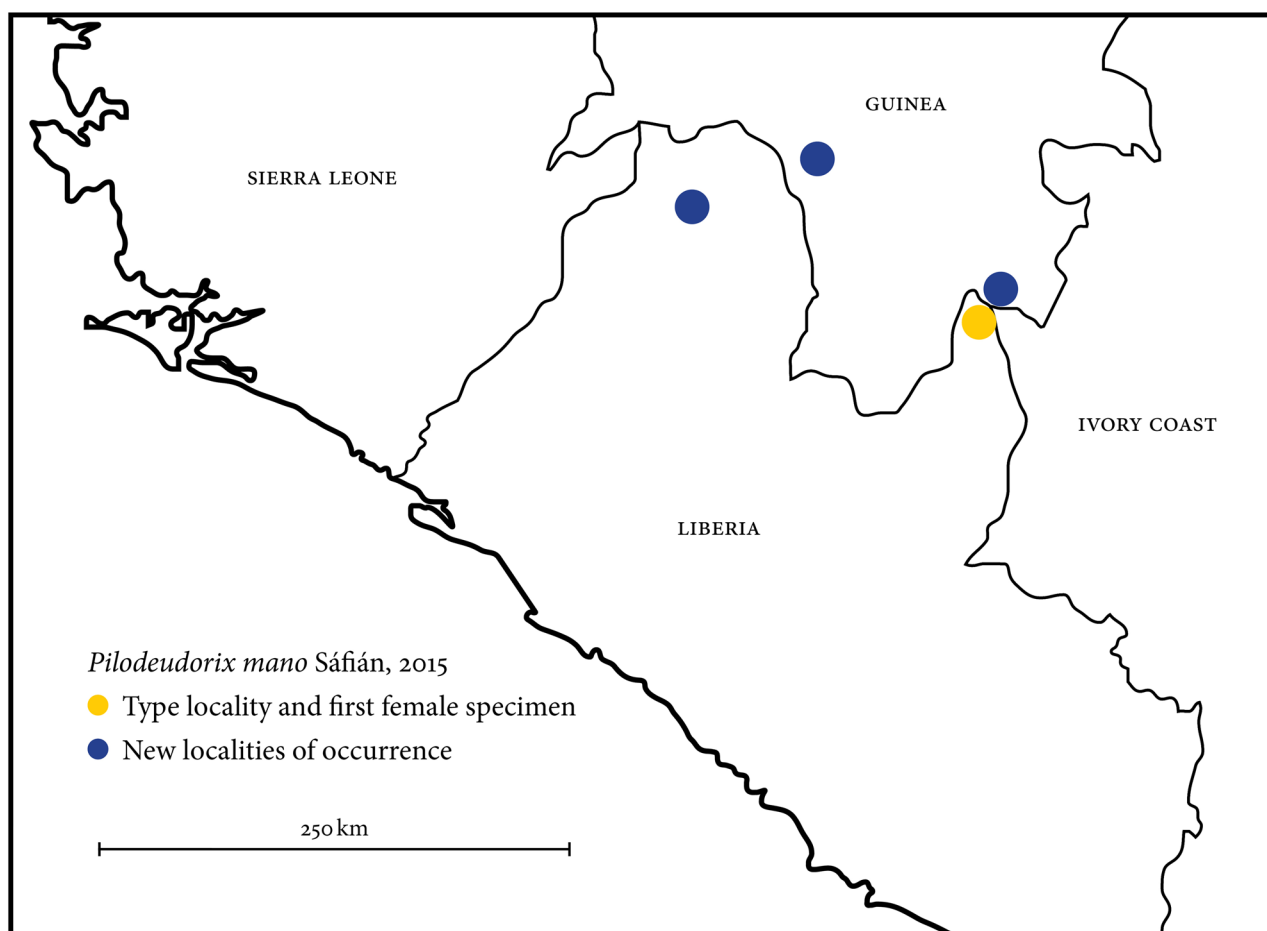 GUINEA
SIERRA LEONE
IVORY COAST
LIBERIA
Pilodeudorix mano Sáfián, 2015
Type locality and first female specimen
New localities of occurrence
250 km